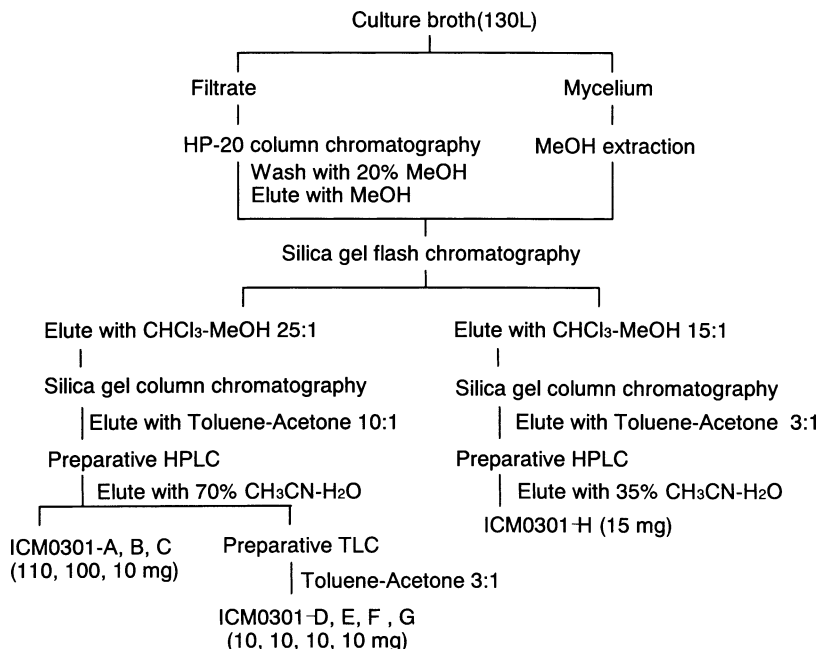 Culture broth(130L)
Filtrate
Mycelium
HP-20 column chromatography
MeOH extraction
Wash with 20% MeOH
Elute with MeOH
Silica gel flash chromatography
Elute with CHCl₃-MeOH 25:1
Elute with CHCl₃-MeOH 15:1
Silica gel column chromatography
Silica gel column chromatography
Elute with Toluene-Acetone 10:1
Elute with Toluene-Acetone 3:1
Preparative HPLC
Preparative HPLC
Elute with 70% CH₃CN-H₂O
Elute with 35% CH₃CN-H₂O
ICM0301-H (15 mg)
ICM0301-A, B, C
(110, 100, 10 mg)
Preparative TLC
Toluene-Acetone 3:1
ICM0301-D, E, F , G
(10, 10, 10, 10 mg)